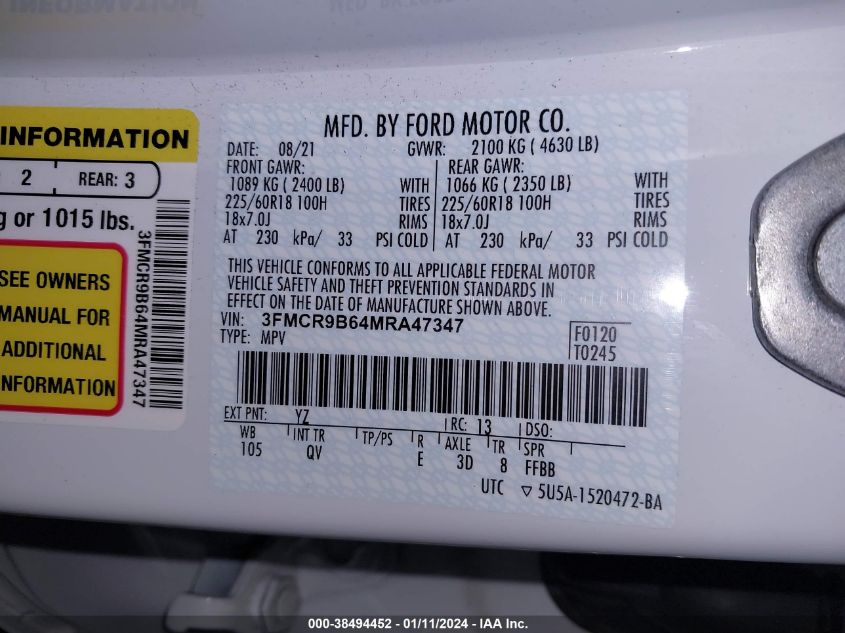 INFORMATION
2 REAR: 3
g or 1015 lbs.
SEE OWNERS
MANUAL FOR
ADDITIONAL
INFORMATION
3FMCR9B64MRA47347
MFD. BY FORD MOTOR CO.
DATE: 08/21 GVWR: 2100 KG ( 4630 LB)
FRONT GAWR: REAR GAWR:
1089 KG ( 2400 LB) WITH 1066 KG ( 2350 LB) WITH
225/60R18 100H TIRES 225/60R18 100H TIRES
18x7.0J RIMS 18x7.0J RIMS
AT 230 kPa/ 33 PSI COLD AT 230 kPa/ 33 PSI COLD
THIS VEHICLE CONFORMS TO ALL APPLICABLE FEDERAL MOTOR
VEHICLE SAFETY AND THEFT PREVENTION STANDARDS IN
EFFECT ON THE DATE OF MANUFACTURE SHOWN ABOVE.
VIN: 3FMCR9B64MRA47347
TYPE: MPV
F0120
T0245
EXT PNT: YZ RC: 13 DSO:
WB INT TR TP/PS R AXLE TR SPR
105 QV E 3D 8 FFBB
UTC ▽ 5U5A-1520472-BA
000-38494452 - 01/11/2024 - IAA Inc.